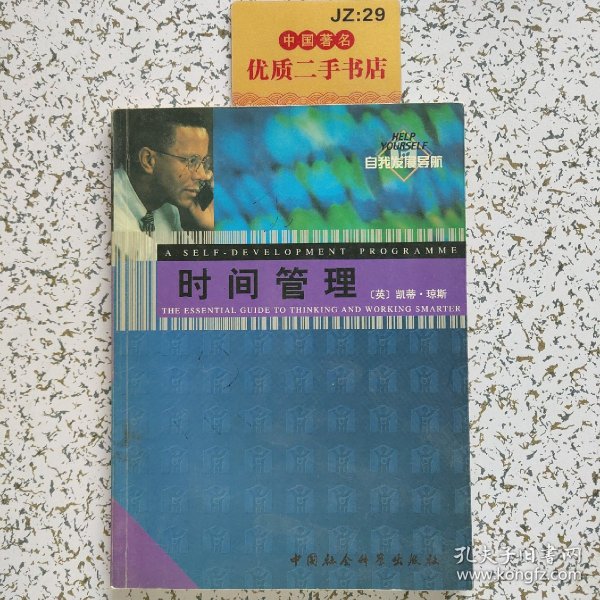 JZ:29
中国著名
优质二手书店
HELP
YOURSELF
自我发展导航
A SELF-DEVELOPMENT PROGRAMME
时间管理
〔英〕凯蒂·琼斯
THE ESSENTIAL GUIDE TO THINKING AND WORKING SMARTER
中国社会科学出版社
孔夫子旧书网
kongfz.com